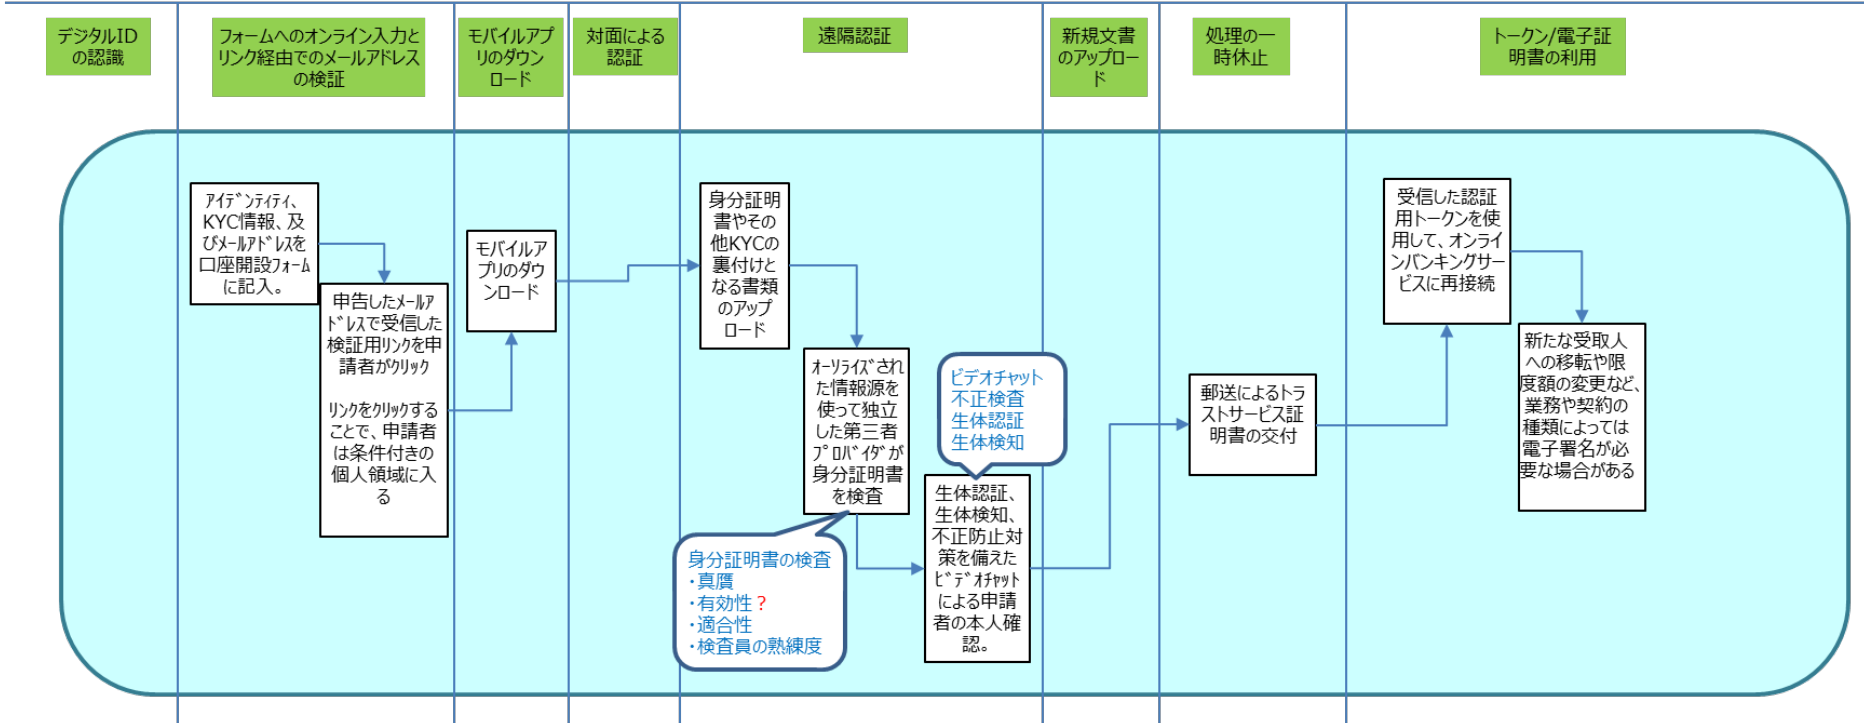 デジタルID
の認識
フォームへのオンライン入力と
リンク経由でのメールアドレス
の検証
モバイルアプ
リのダウン
ロード
対面による
認証
遠隔認証
新規文書
のアップロー
ド
処理の一
時休止
トークン/電子証
明書の利用
ｱｲﾃﾞﾝﾃｨﾃｨ、
KYC情報、及
びﾒｰﾙｱﾄﾞﾚｽを
口座開設ﾌｫｰﾑ
に記入。
申告したﾒｰﾙｱ
ﾄﾞﾚｽで受信した
検証用ﾘﾝｸを申
請者がｸﾘｯｸ
ﾘﾝｸをｸﾘｯｸする
ことで、申請者
は条件付きの
個人領域に入
る
モバイルア
プリのダウ
ンロード
身分証明
書やその
他KYCの
裏付けと
なる書類
のアップ
ロード
ｵｰｿﾗｲｽﾞされ
た情報源を
使って独立
した第三者
ﾌﾟﾛﾊﾞｲﾀﾞが
身分証明書
を検査
身分証明書の検査
・真贋
・有効性？
・適合性
・検査員の熟練度
ビデオチャット
不正検査
生体認証
生体検知
生体認証、
生体検知、
不正防止対
策を備えた
ﾋﾞﾃﾞｵﾁｬｯﾄ
による申請
者の本人確
認。
郵送によるトラ
ストサービス証
明書の交付
受信した認証
用トークンを使
用して、オンライ
ンバンキングサー
ビスに再接続
新たな受取人
への移転や限
度額の変更など、
業務や契約の
種類によっては
電子署名が必
要な場合がある